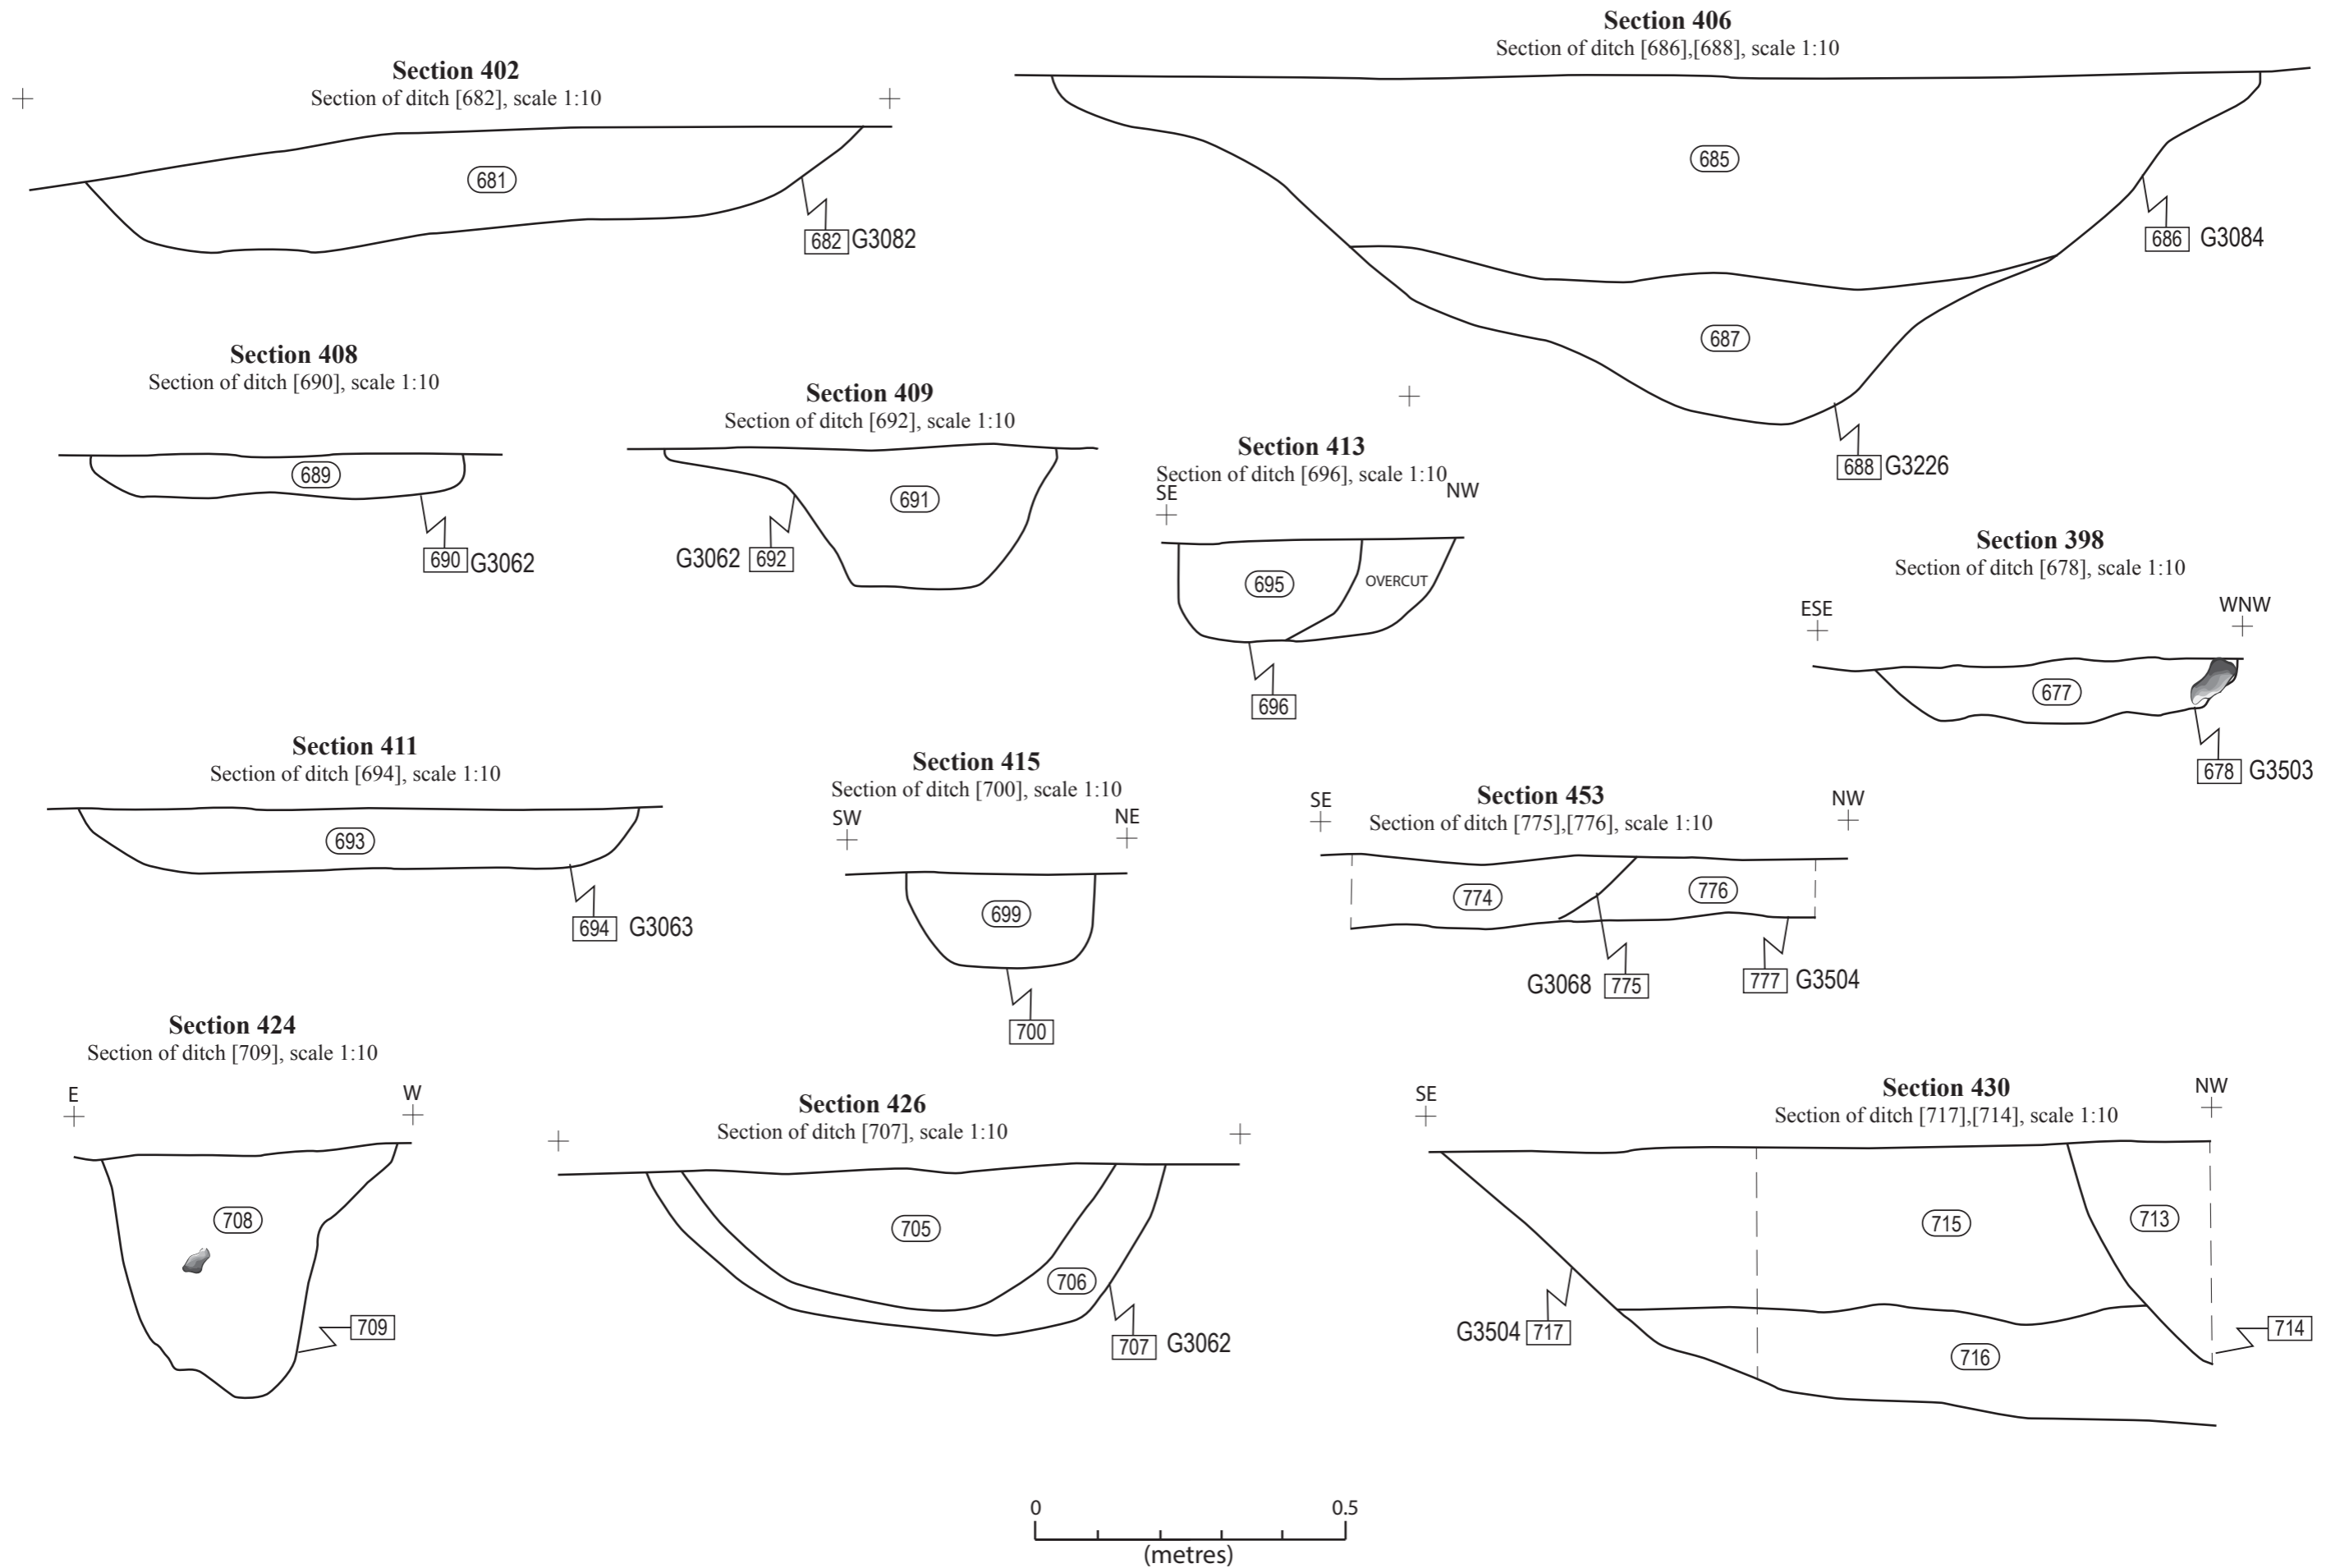 Section 406
Section of ditch [686],[688], scale 1:10
685
686 G3084
687
688 G3226
Section 402
Section of ditch [682], scale 1:10
681
682 G3082
Section 408
Section of ditch [690], scale 1:10
689
690 G3062
Section 409
Section of ditch [692], scale 1:10
691
G3062 692
Section 413
Section of ditch [696], scale 1:10
SE NW
695 OVERCUT
696
Section 398
Section of ditch [678], scale 1:10
ESE WNW
677
678 G3503
Section 411
Section of ditch [694], scale 1:10
693
694 G3063
Section 415
Section of ditch [700], scale 1:10
SW NE
699
700
Section 453
Section of ditch [775],[776], scale 1:10
SE NW
774 776
G3068 775 777 G3504
Section 424
Section of ditch [709], scale 1:10
E W
708
709
Section 426
Section of ditch [707], scale 1:10
705
706
707 G3062
Section 430
Section of ditch [717],[714], scale 1:10
SE NW
715 713
G3504 717 714
716
0 0.5
(metres)